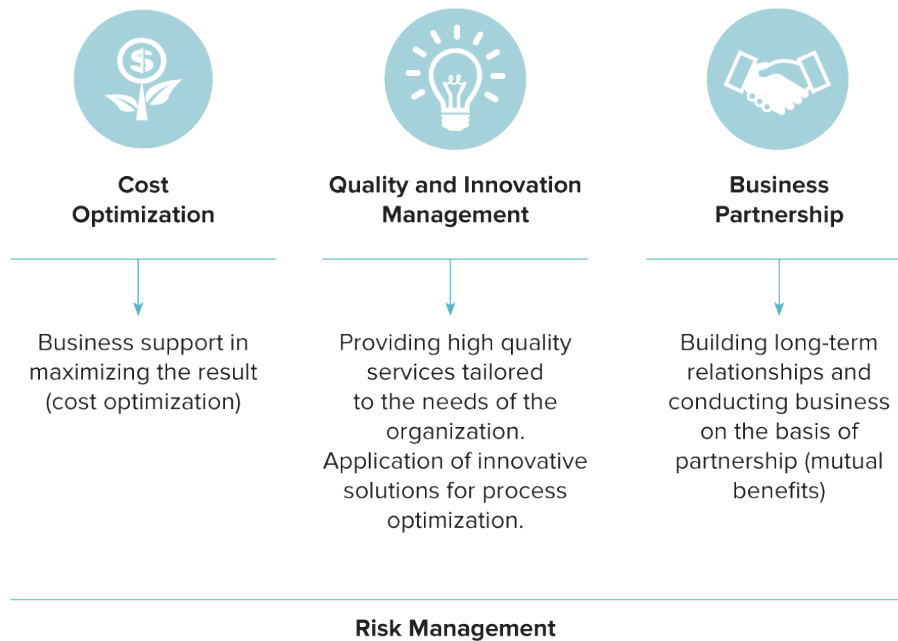 Cost
Optimization
Quality and Innovation
Management
Business
Partnership
Business support in
maximizing the result
(cost optimization)
Providing high quality
services tailored
to the needs of the
organization.
Application of innovative
solutions for process
optimization.
Building long-term
relationships and
conducting business
on the basis of
partnership (mutual
benefits)
Risk Management